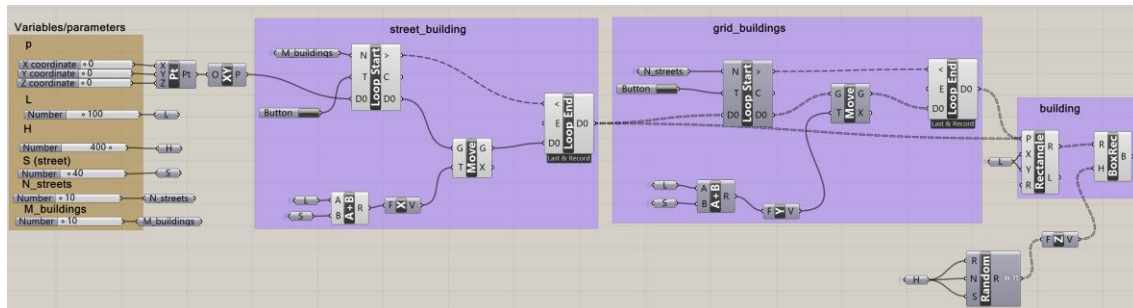 Variables/parameters
p
X coordinate 0
Y coordinate 0
Z coordinate 0
X
Y
Z
Pt
Pt
O XY P
L
Number 100
L
H
Number 400
H
S (street)
Number 40
S
N_streets
Number 10
N_streets
M_buildings
Number 10
M_buildings
street_building
M_buildings
Button
N
T
D0
Loop Start
>
C
D0
L
S
A
B
A+B
R
F X V
G
T
Move
G
X
<
E
D0
Loop End
D0
Last & Record
grid_buildings
N_streets
Button
N
T
D0
Loop Start
>
C
D0
G
T
Move
G
X
L
S
A
B
A+B
R
F Y V
<
E
D0
Loop End
D0
Last & Record
building
L
P
X
Y
R
Rectangle
R
L
R
H
BoxRec
B
F Z V
H
R
N
S
Random
R